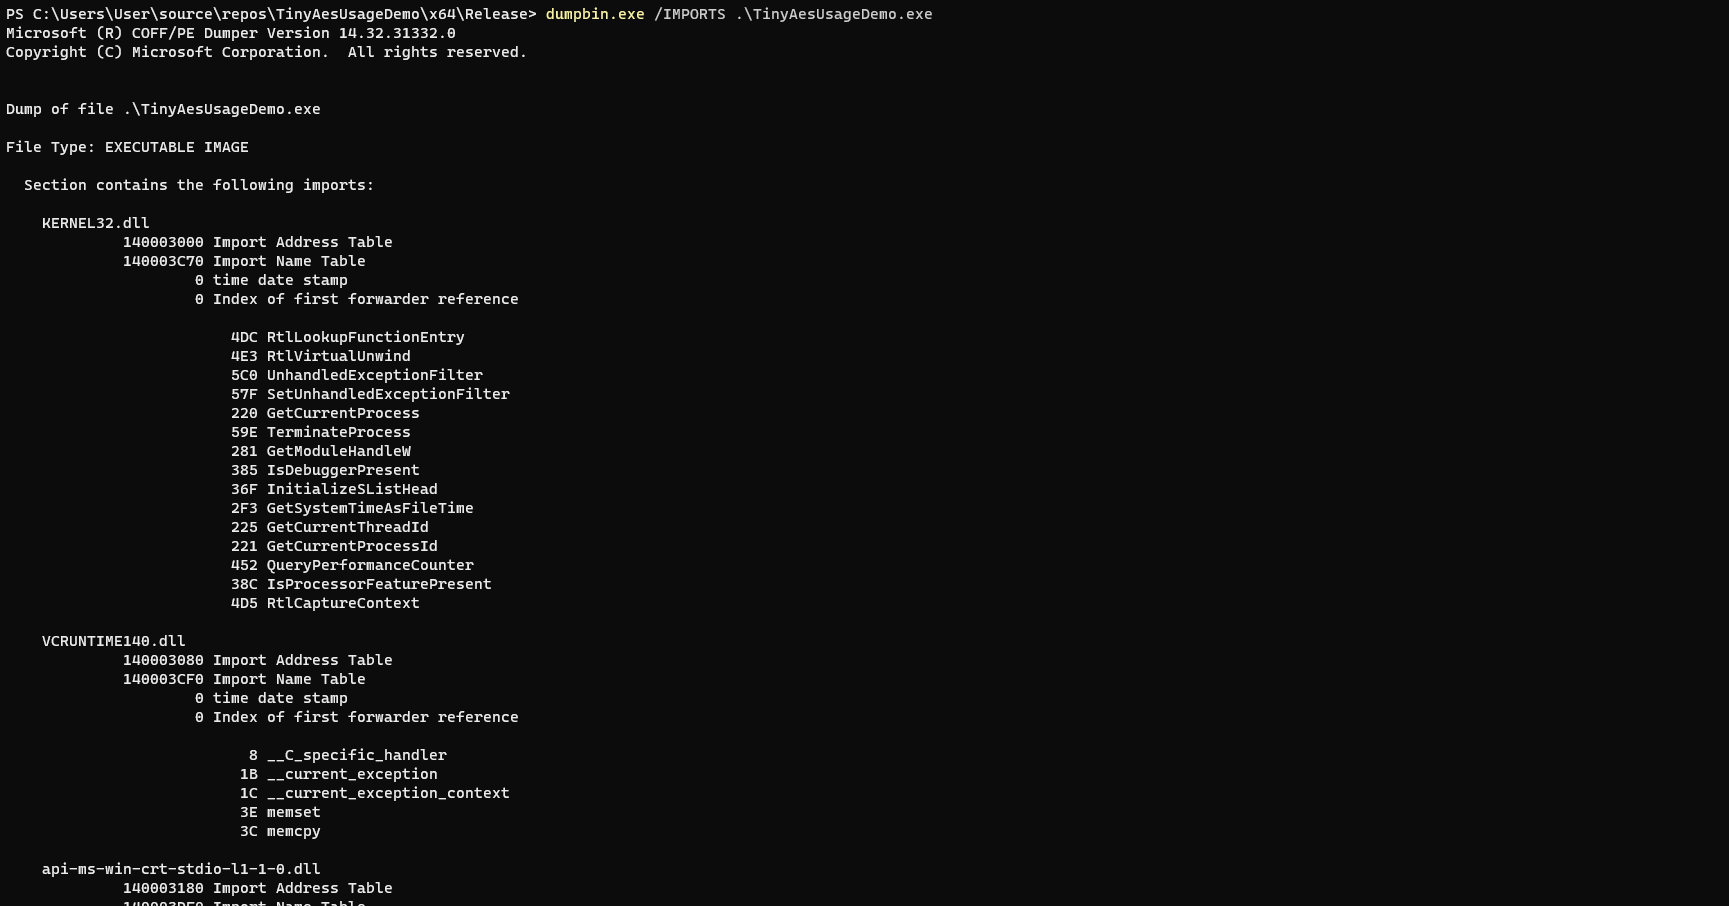 PS C:\Users\User\source\repos\TinyAesUsageDemo\x64\Release> dumpbin.exe /IMPORTS .\TinyAesUsageDemo.exe
Microsoft (R) COFF/PE Dumper Version 14.32.31332.0
Copyright (C) Microsoft Corporation.  All rights reserved.
Dump of file .\TinyAesUsageDemo.exe
File Type: EXECUTABLE IMAGE
Section contains the following imports:
KERNEL32.dll
140003000 Import Address Table
140003C70 Import Name Table
0 time date stamp
0 Index of first forwarder reference
4DC RtlLookupFunctionEntry
4E3 RtlVirtualUnwind
5C0 UnhandledExceptionFilter
57F SetUnhandledExceptionFilter
220 GetCurrentProcess
59E TerminateProcess
281 GetModuleHandleW
385 IsDebuggerPresent
36F InitializeSListHead
2F3 GetSystemTimeAsFileTime
225 GetCurrentThreadId
221 GetCurrentProcessId
452 QueryPerformanceCounter
38C IsProcessorFeaturePresent
4D5 RtlCaptureContext
VCRUNTIME140.dll
140003080 Import Address Table
140003CF0 Import Name Table
0 time date stamp
0 Index of first forwarder reference
8 __C_specific_handler
1B __current_exception
1C __current_exception_context
3E memset
3C memcpy
api-ms-win-crt-stdio-l1-1-0.dll
140003180 Import Address Table
Import Name Table